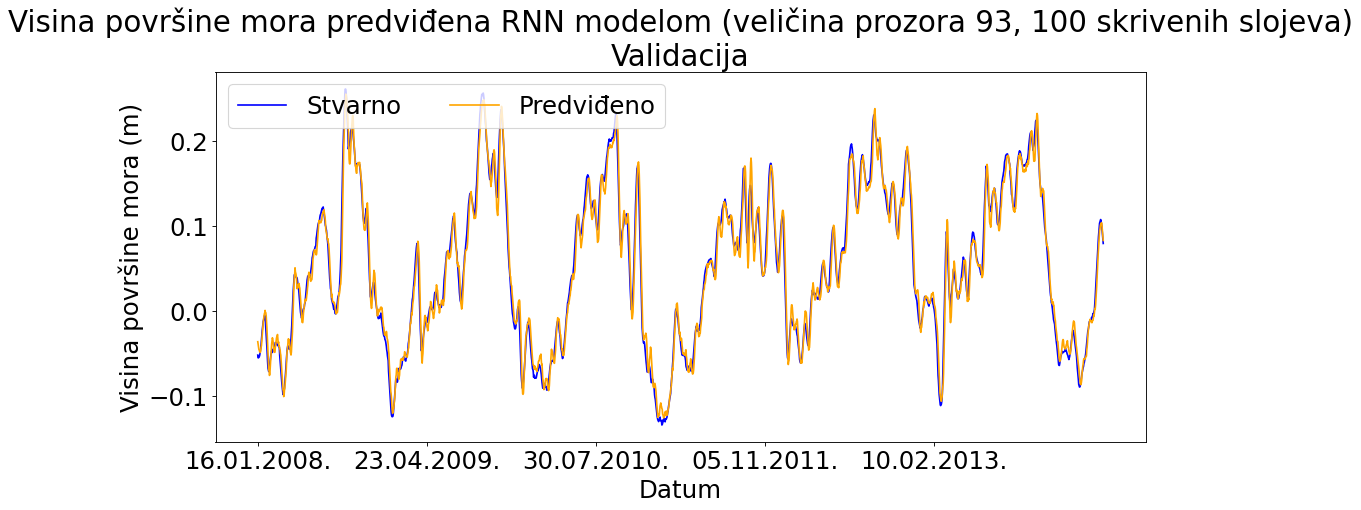 Visina površine mora predviđena RNN modelom (veličina prozora 93, 100 skrivenih slojeva)
Validacija
Stvarno
Predviđeno
Visina površine mora (m)
0.2
0.1
0.0
−0.1
16.01.2008.
23.04.2009.
30.07.2010.
05.11.2011.
10.02.2013.
Datum